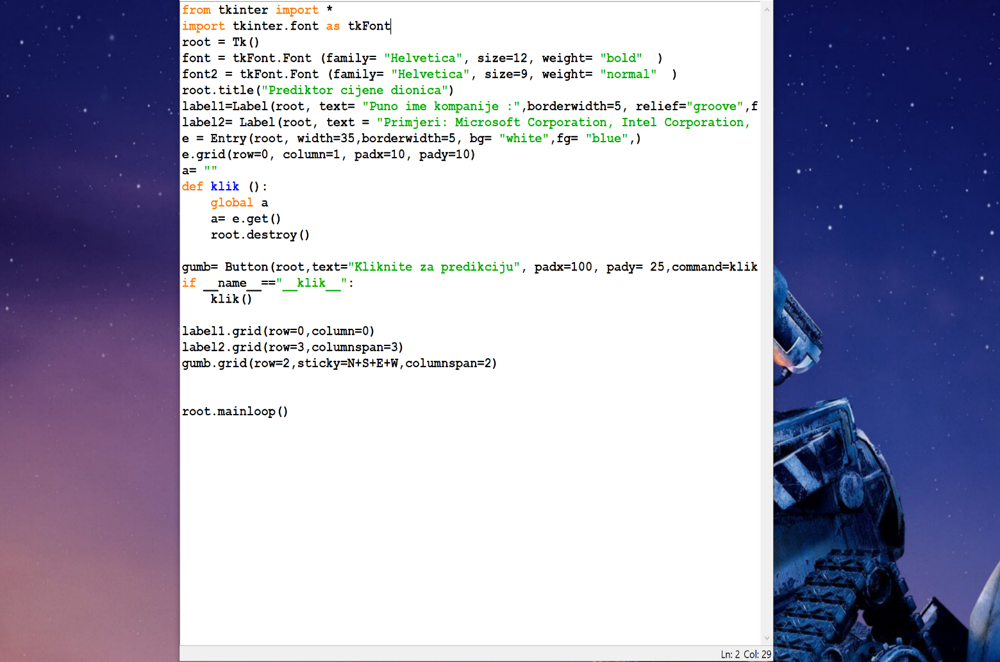 from tkinter import *
import tkinter.font as tkFont
root = Tk()
font = tkFont.Font (family= "Helvetica", size=12, weight= "bold"  )
font2 = tkFont.Font (family= "Helvetica", size=9, weight= "normal"  )
root.title("Prediktor cijene dionica")
label1=Label(root, text= "Puno ime kompanije :",borderwidth=5, relief="groove",f
label2= Label(root, text = "Primjeri: Microsoft Corporation, Intel Corporation,
e = Entry(root, width=35,borderwidth=5, bg= "white",fg= "blue",)
e.grid(row=0, column=1, padx=10, pady=10)
a= ""
def klik ():
    global a
    a= e.get()
    root.destroy()
gumb= Button(root,text="Kliknite za predikciju", padx=100, pady= 25,command=klik
if __name__=="__klik__":
    klik()
label1.grid(row=0,column=0)
label2.grid(row=3,columnspan=3)
gumb.grid(row=2,sticky=N+S+E+W,columnspan=2)
root.mainloop()
Ln: 2 Col: 29